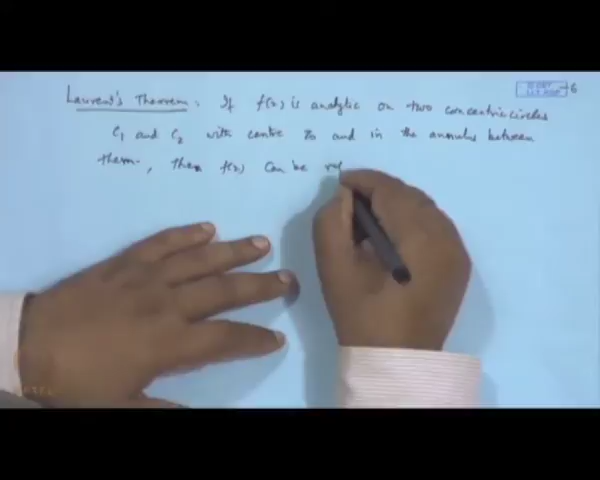 Laurent's Theorem : If f(z) is analytic on two concentric circles
C₁ and C₂ with centre z₀ and in the annulus between
them, then f(z) can be